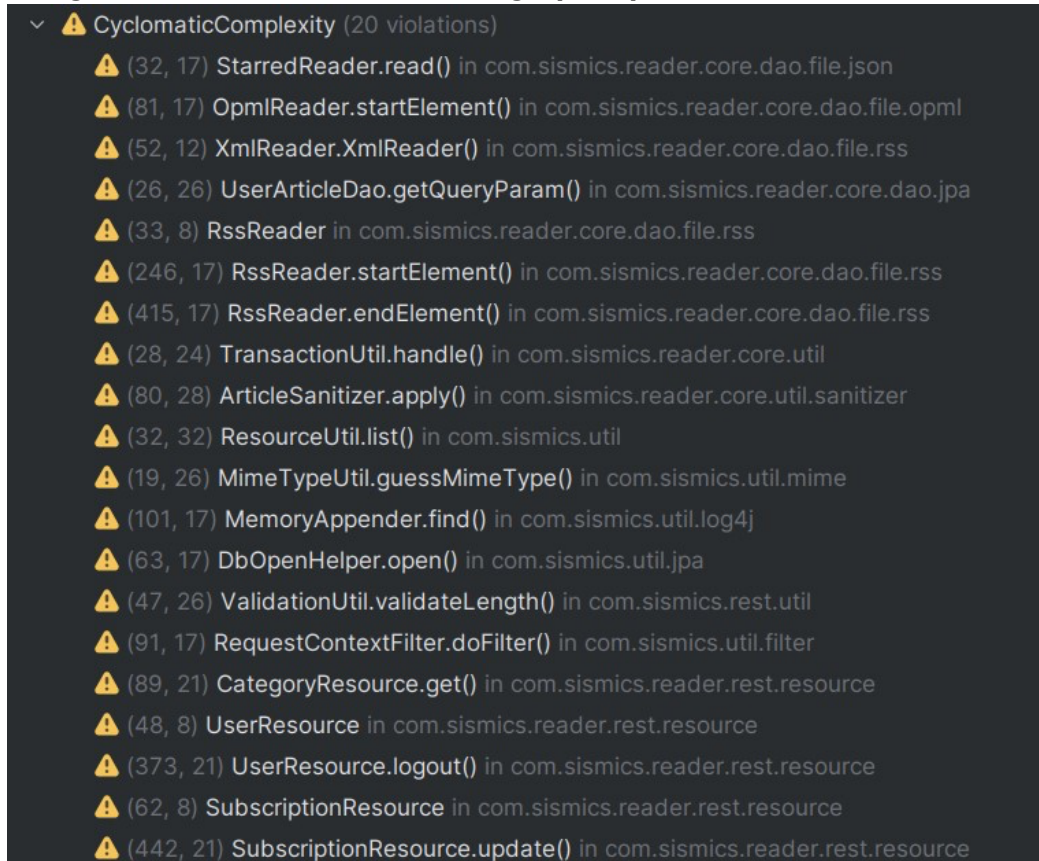 CyclomaticComplexity (20 violations)
(32, 17) StarredReader.read() in com.sismics.reader.core.dao.file.json
(81, 17) OpmlReader.startElement() in com.sismics.reader.core.dao.file.opml
(52, 12) XmlReader.XmlReader() in com.sismics.reader.core.dao.file.rss
(26, 26) UserArticleDao.getQueryParam() in com.sismics.reader.core.dao.jpa
(33, 8) RssReader in com.sismics.reader.core.dao.file.rss
(246, 17) RssReader.startElement() in com.sismics.reader.core.dao.file.rss
(415, 17) RssReader.endElement() in com.sismics.reader.core.dao.file.rss
(28, 24) TransactionUtil.handle() in com.sismics.reader.core.util
(80, 28) ArticleSanitizer.apply() in com.sismics.reader.core.util.sanitizer
(32, 32) ResourceUtil.list() in com.sismics.util
(19, 26) MimeTypeUtil.guessMimeType() in com.sismics.util.mime
(101, 17) MemoryAppender.find() in com.sismics.util.log4j
(63, 17) DbOpenHelper.open() in com.sismics.util.jpa
(47, 26) ValidationUtil.validateLength() in com.sismics.rest.util
(91, 17) RequestContextFilter.doFilter() in com.sismics.util.filter
(89, 21) CategoryResource.get() in com.sismics.reader.rest.resource
(48, 8) UserResource in com.sismics.reader.rest.resource
(373, 21) UserResource.logout() in com.sismics.reader.rest.resource
(62, 8) SubscriptionResource in com.sismics.reader.rest.resource
(442, 21) SubscriptionResource.update() in com.sismics.reader.rest.resource